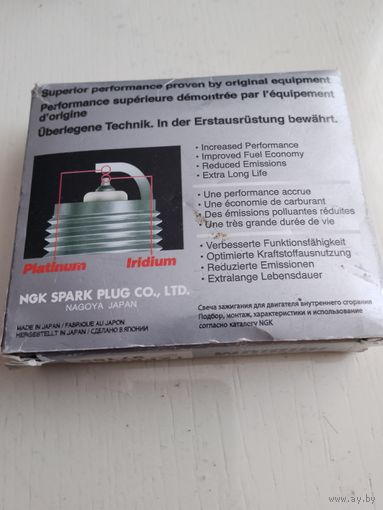 Superior performance proven by original equipment
Performance supérieure démontrée par l'équipement
d'origine
Überlegene Technik. In der Erstausrüstung bewährt.
• Increased Performance
• Improved Fuel Economy
• Reduced Emissions
• Extra Long Life
• Une performance accrue
• Une économie de carburant
• Des émissions polluantes réduites
• Une très grande durée de vie
• Verbesserte Funktionsfähigkeit
• Optimierte Kraftstoffausnutzung
• Reduzierte Emissionen
• Extralange Lebensdauer
Platinum
Iridium
NGK SPARK PLUG CO., LTD.
NAGOYA JAPAN
MADE IN JAPAN / FABRIQUE AU JAPON
HERGESTELLT IN JAPAN / СДЕЛАНО В ЯПОНИИ
Свеча зажигания для двигателя внутреннего сгорания
Подбор, монтаж, характеристики и использование
согласно каталогу NGK
www.ay.by